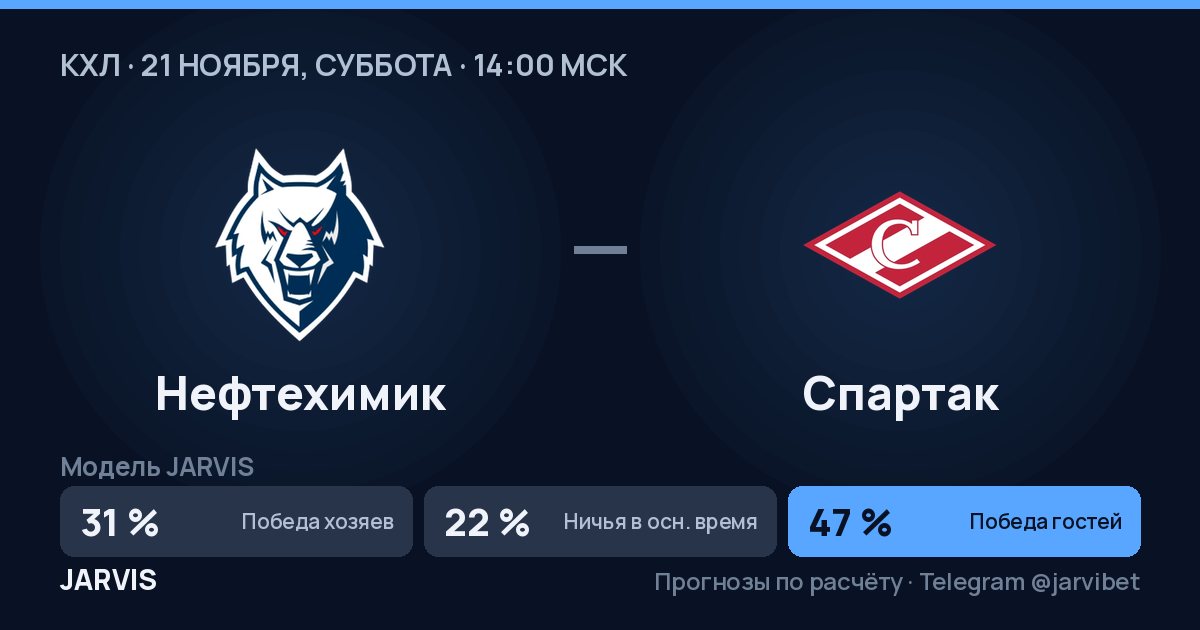 КХЛ · 21 НОЯБРЯ, СУББОТА · 14:00 МСК
С
Нефтехимик
Спартак
Модель JARVIS
31 % Победа хозяев
22 % Ничья в осн. время
47 % Победа гостей
JARVIS
Прогнозы по расчёту · Telegram @jarvibet